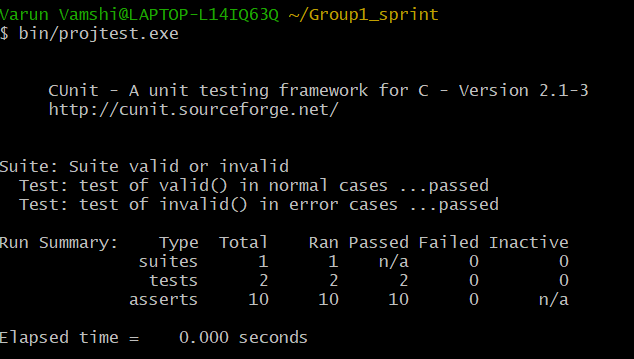 Varun Vamshi@LAPTOP-L14IQ63Q ~/Group1_sprint
$ bin/projtest.exe
CUnit - A unit testing framework for C - Version 2.1-3
http://cunit.sourceforge.net/
Suite: Suite valid or invalid
Test: test of valid() in normal cases ...passed
Test: test of invalid() in error cases ...passed
Run Summary: Type Total Ran Passed Failed Inactive
suites 1 1 n/a 0 0
tests 2 2 2 0 0
asserts 10 10 10 0 n/a
Elapsed time = 0.000 seconds